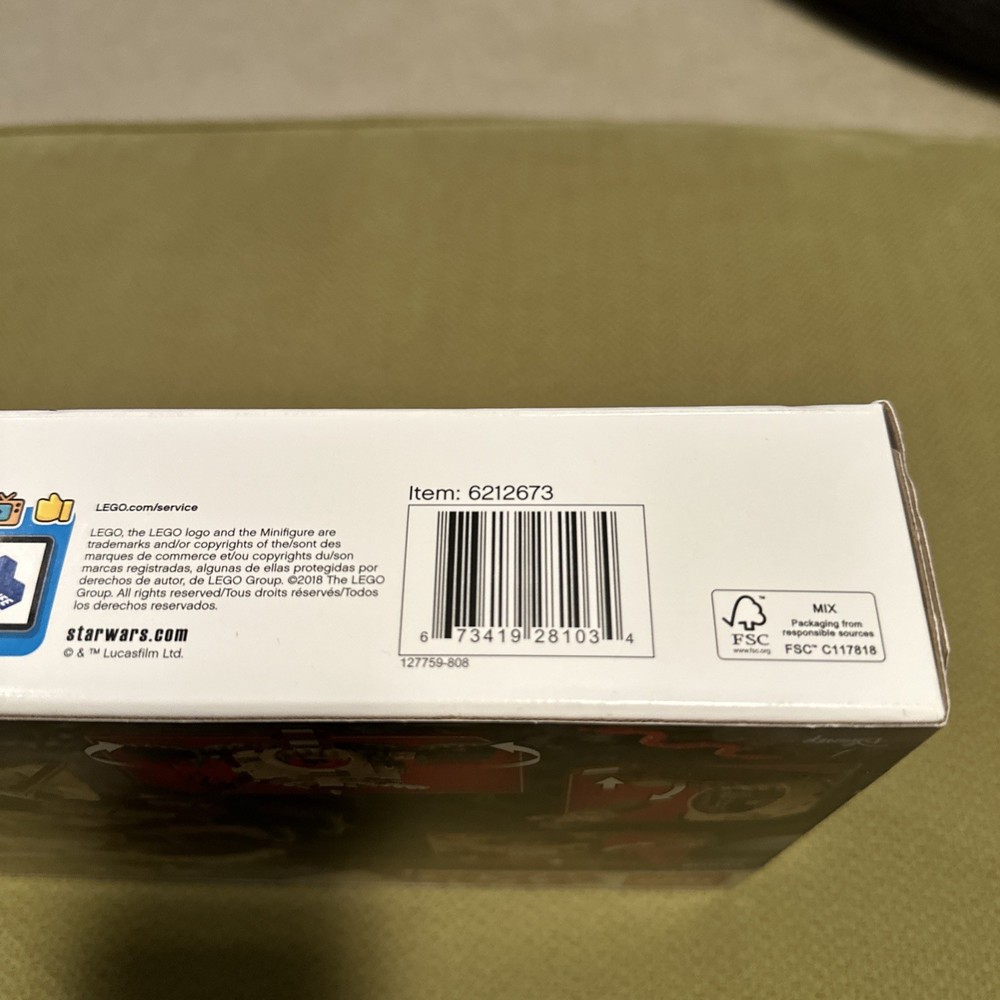 LEGO.com/service
LEGO, the LEGO logo and the Minifigure are
trademarks and/or copyrights of the/sont des
marques de commerce et/ou copyrights du/son
marcas registradas, algunas de ellas protegidas por
derechos de autor, de LEGO Group. ©2018 The LEGO
Group. All rights reserved/Tous droits réservés/Todos
los derechos reservados.
starwars.com
© & ™ Lucasfilm Ltd.
Item: 6212673
6 73419 28103 4
127759-808
FSC
www.fsc.org
MIX
Packaging from
responsible sources
FSC™ C117818
Disney